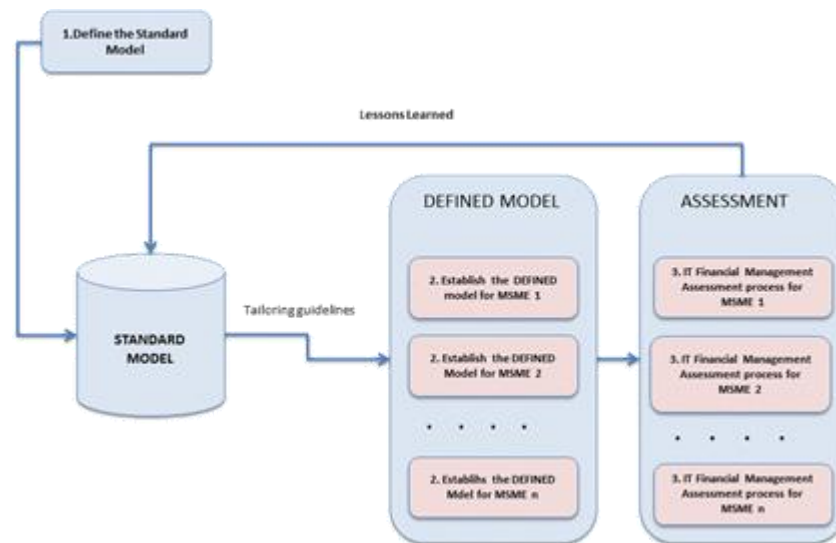 1.Define the Standard
Model
Lessons Learned
DEFINED MODEL
ASSESSMENT
2. Establish the DEFINED
model for MSME 1
3. IT Financial Management
Assessment process for
MSME 1
Tailoring guidelines
STANDARD
MODEL
2. Establish the DEFINED
Model for MSME 2
3. IT Financial Management
Assessment process for
MSME 2
. . . .
. . . .
2. Establihs the DEFINED
Mdel for MSME n
3. IT Financial Management
Assessment process for
MSME n